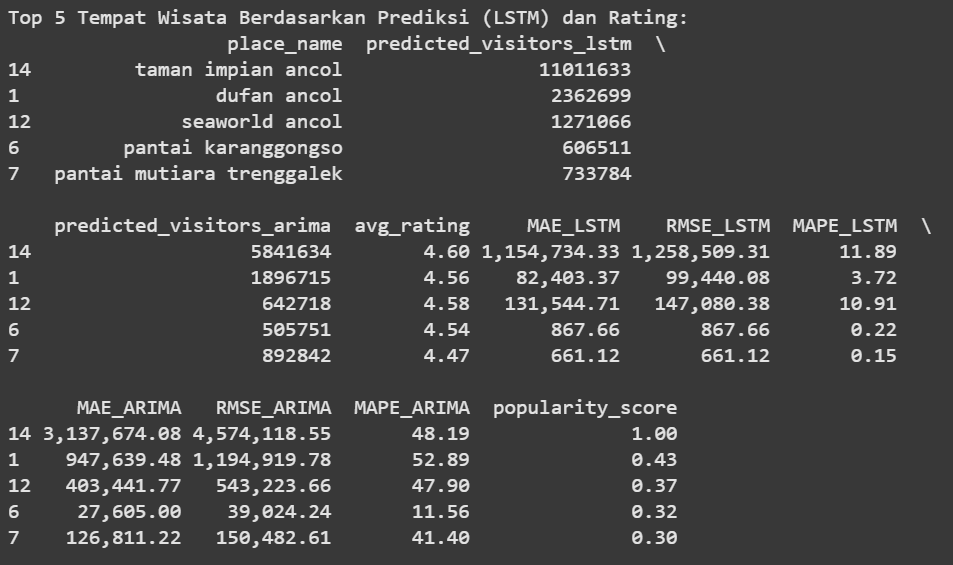 Top 5 Tempat Wisata Berdasarkan Prediksi (LSTM) dan Rating:
place_name predicted_visitors_lstm \
14 taman impian ancol 11011633
1 dufan ancol 2362699
12 seaworld ancol 1271066
6 pantai karanggongso 606511
7 pantai mutiara trenggalek 733784
predicted_visitors_arima avg_rating MAE_LSTM RMSE_LSTM MAPE_LSTM \
14 5841634 4.60 1,154,734.33 1,258,509.31 11.89
1 1896715 4.56 82,403.37 99,440.08 3.72
12 642718 4.58 131,544.71 147,080.38 10.91
6 505751 4.54 867.66 867.66 0.22
7 892842 4.47 661.12 661.12 0.15
MAE_ARIMA RMSE_ARIMA MAPE_ARIMA popularity_score
14 3,137,674.08 4,574,118.55 48.19 1.00
1 947,639.48 1,194,919.78 52.89 0.43
12 403,441.77 543,223.66 47.90 0.37
6 27,605.00 39,024.24 11.56 0.32
7 126,811.22 150,482.61 41.40 0.30